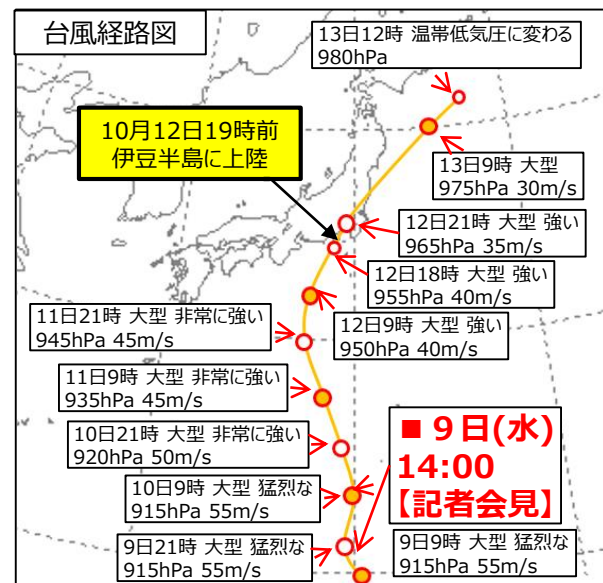 台風経路図
13日12時 温帯低気圧に変わる
980hPa
10月12日19時前
伊豆半島に上陸
13日9時 大型
975hPa 30m/s
12日21時 大型 強い
965hPa 35m/s
12日18時 大型 強い
955hPa 40m/s
11日21時 大型 非常に強い
945hPa 45m/s
12日9時 大型 強い
950hPa 40m/s
11日9時 大型 非常に強い
935hPa 45m/s
■ 9日(水)
14:00
【記者会見】
10日21時 大型 非常に強い
920hPa 50m/s
10日9時 大型 猛烈な
915hPa 55m/s
9日21時 大型 猛烈な
915hPa 55m/s
9日9時 大型 猛烈な
915hPa 55m/s